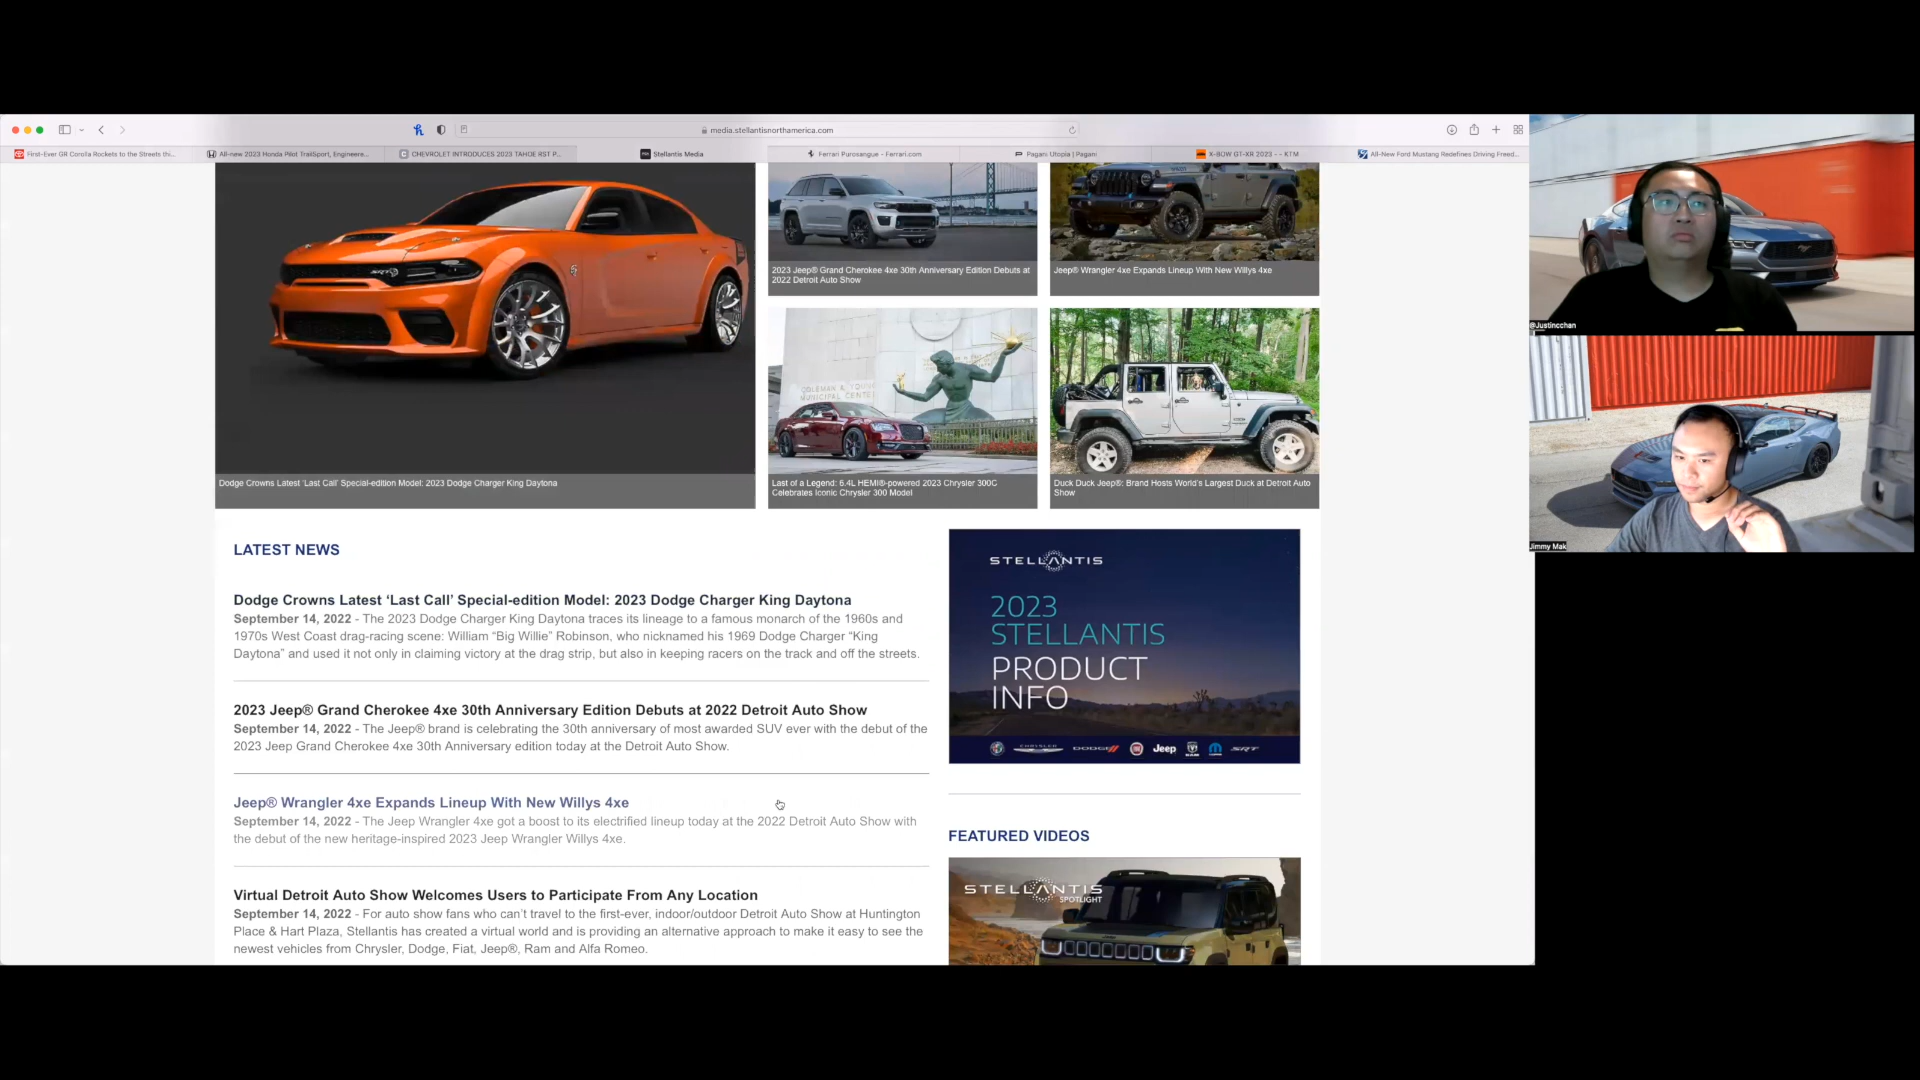 media.stellantisnorthamerica.com
First-Ever GR Corolla Rockets to the Streets thi...
All-new 2023 Honda Pilot TrailSport, Engineere...
CHEVROLET INTRODUCES 2023 TAHOE RST P...
Stellantis Media
Ferrari Purosangue - Ferrari.com
Pagani Utopia | Pagani
X-BOW GT-XR 2023 - - KTM
All-New Ford Mustang Redefines Driving Freed...
SRT
2023 Jeep® Grand Cherokee 4xe 30th Anniversary Edition Debuts at
2022 Detroit Auto Show
Jeep® Wrangler 4xe Expands Lineup With New Willys 4xe
COLEMAN A. YOUNG
MUNICIPAL CENTER
Dodge Crowns Latest 'Last Call' Special-edition Model: 2023 Dodge Charger King Daytona
Last of a Legend: 6.4L HEMI®-powered 2023 Chrysler 300C
Celebrates Iconic Chrysler 300 Model
Duck Duck Jeep®: Brand Hosts World's Largest Duck at Detroit Auto
Show
@Justincchan
Jimmy Mak
LATEST NEWS
Dodge Crowns Latest ‘Last Call’ Special-edition Model: 2023 Dodge Charger King Daytona
September 14, 2022 - The 2023 Dodge Charger King Daytona traces its lineage to a famous monarch of the 1960s and
1970s West Coast drag-racing scene: William “Big Willie” Robinson, who nicknamed his 1969 Dodge Charger “King
Daytona” and used it not only in claiming victory at the drag strip, but also in keeping racers on the track and off the streets.
2023 Jeep® Grand Cherokee 4xe 30th Anniversary Edition Debuts at 2022 Detroit Auto Show
September 14, 2022 - The Jeep® brand is celebrating the 30th anniversary of most awarded SUV ever with the debut of the
2023 Jeep Grand Cherokee 4xe 30th Anniversary edition today at the Detroit Auto Show.
Jeep® Wrangler 4xe Expands Lineup With New Willys 4xe
September 14, 2022 - The Jeep Wrangler 4xe got a boost to its electrified lineup today at the 2022 Detroit Auto Show with
the debut of the new heritage-inspired 2023 Jeep Wrangler Willys 4xe.
Virtual Detroit Auto Show Welcomes Users to Participate From Any Location
September 14, 2022 - For auto show fans who can’t travel to the first-ever, indoor/outdoor Detroit Auto Show at Huntington
Place & Hart Plaza, Stellantis has created a virtual world and is providing an alternative approach to make it easy to see the
newest vehicles from Chrysler, Dodge, Fiat, Jeep®, Ram and Alfa Romeo.
STELLANTIS
2023
STELLANTIS
PRODUCT
INFO
CHRYSLER DODGE FIAT Jeep RAM SRT
FEATURED VIDEOS
STELLANTIS
SPOTLIGHT